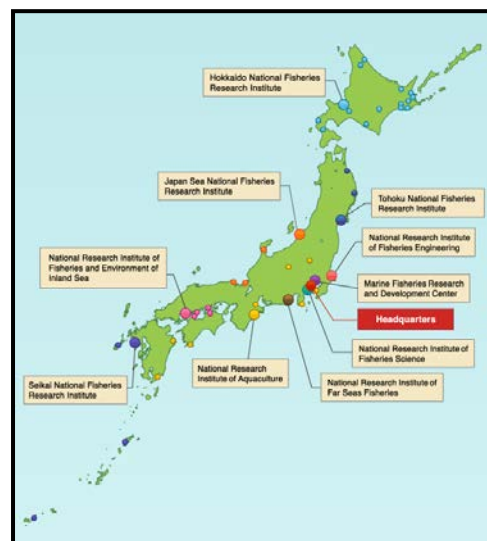 Hokkaido National Fisheries
Research Institute
Japan Sea National Fisheries
Research Institute
Tohoku National Fisheries
Research Institute
National Research Institute
of Fisheries Engineering
National Research Institute of
Fisheries and Environment of
Inland Sea
Marine Fisheries Research
and Development Center
Headquarters
National Research Institute of
Fisheries Science
National Research
Institute of Aquaculture
National Research Institute of
Far Seas Fisheries
Seikai National Fisheries
Research Institute